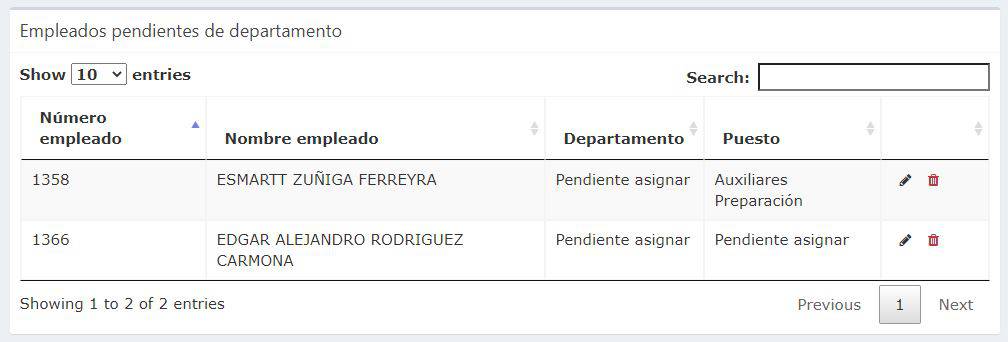 Empleados pendientes de departamento
Show 10 entries
Search:
Número
empleado
Nombre empleado
Departamento
Puesto
1358
ESMARTT ZUÑIGA FERREYRA
Pendiente asignar
Auxiliares
Preparación
1366
EDGAR ALEJANDRO RODRIGUEZ
CARMONA
Pendiente asignar
Pendiente asignar
Showing 1 to 2 of 2 entries
Previous
1
Next